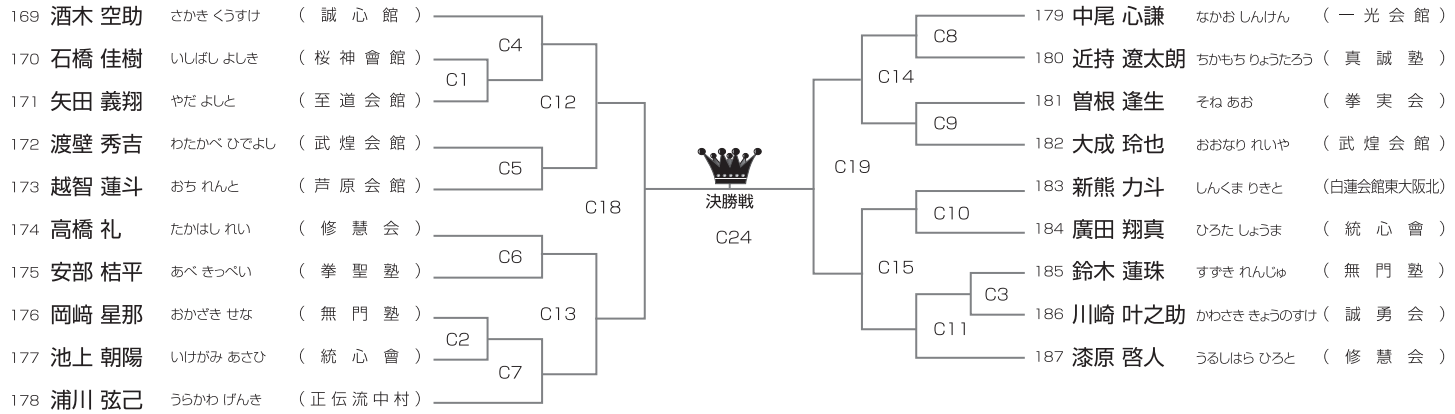 169 酒木 空助 さかき くうすけ (誠心館)
170 石橋 佳樹 いしばし よしき (桜神會館)
171 矢田 義翔 やだ よしと (至道会館)
172 渡壁 秀吉 わたかべ ひでよし (武煌会館)
173 越智 蓮斗 おち れんと (芦原会館)
174 高橋 礼 たかはし れい (修慧会)
175 安部 桔平 あべ きっぺい (拳聖塾)
176 岡﨑 星那 おかざき せな (無門塾)
177 池上 朝陽 いけがみ あさひ (統心會)
178 浦川 弦己 うらかわ げんき (正伝流中村)
C4
C1
C12
C5
C18
C6
C13
C2
C7
決勝戦
C24
C8
C14
C9
C19
C10
C15
C3
C11
179 中尾 心謙 なかお しんけん (一光会館)
180 近持 遼太朗 ちかもち りょうたろう (真誠塾)
181 曽根 逢生 そね あお (拳実会)
182 大成 玲也 おおなり れいや (武煌会館)
183 新熊 力斗 しんくま りきと (白蓮会館東大阪北)
184 廣田 翔真 ひろた しょうま (統心會)
185 鈴木 蓮珠 すずき れんじゅ (無門塾)
186 川崎 叶之助 かわさき きょうのすけ (誠勇会)
187 漆原 啓人 うるしはら ひろと (修慧会)